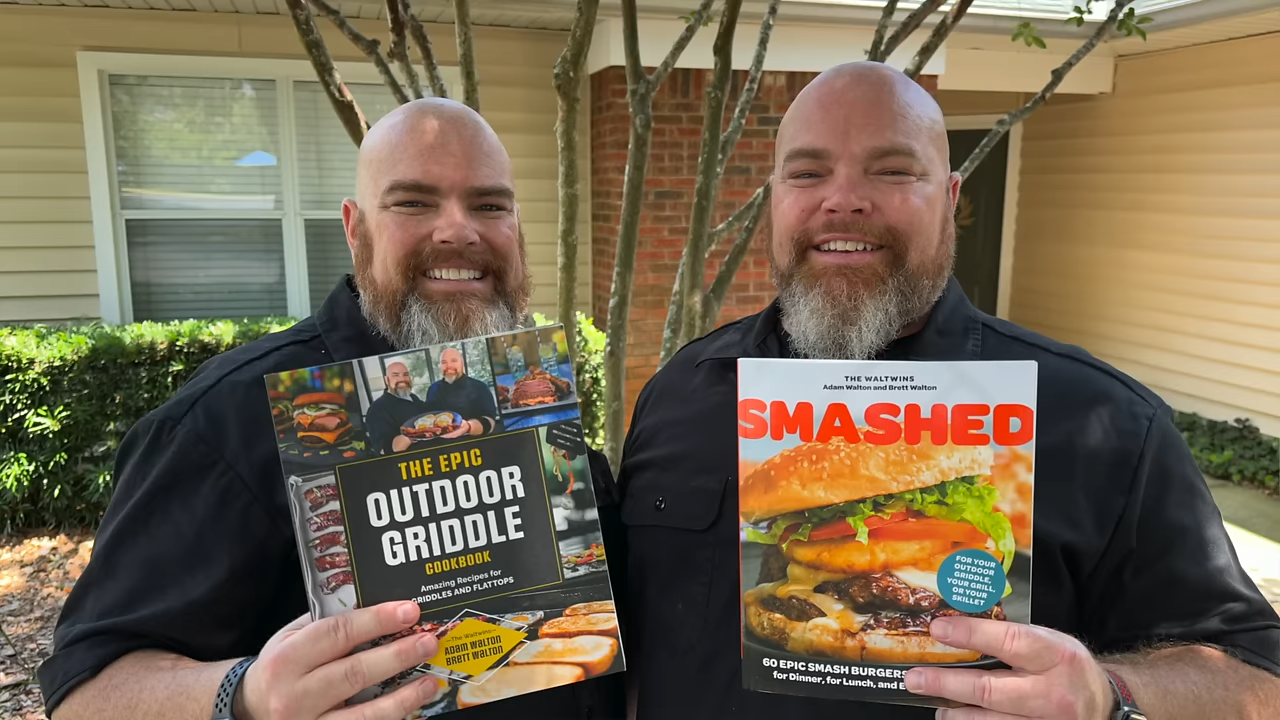 THE EPIC
OUTDOOR
GRIDDLE
COOKBOOK
Amazing Recipes for
GRIDDLES AND FLATTOPS
—The Waltwins—
ADAM WALTON
BRETT WALTON
THE WALTWINS
Adam Walton and Brett Walton
SMASHED
FOR YOUR
OUTDOOR
GRIDDLE,
YOUR GRILL,
OR YOUR
SKILLET
60 EPIC SMASH BURGERS
for Dinner, for Lunch, and